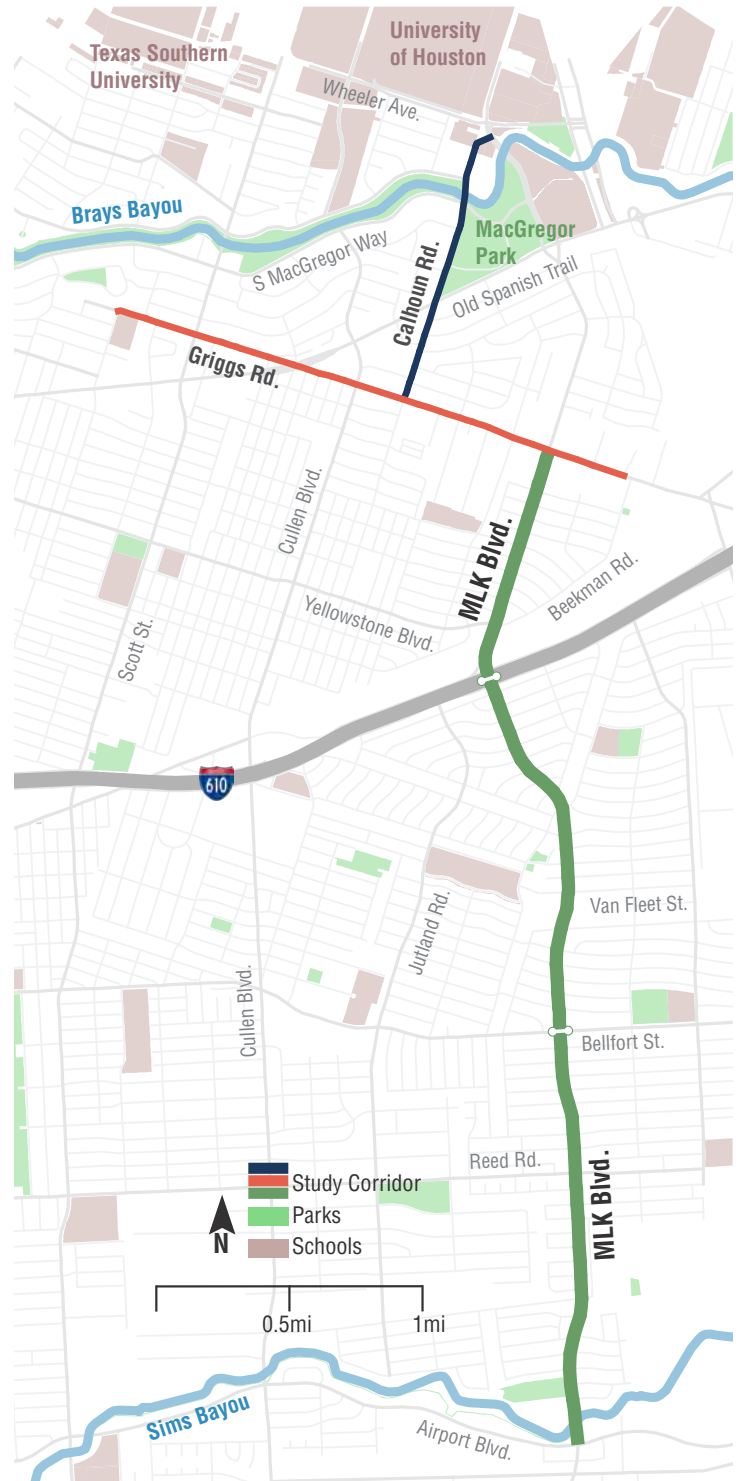 Texas Southern
University
University
of Houston
Wheeler Ave.
Brays Bayou
S MacGregor Way
MacGregor
Park
Calhoun Rd.
Old Spanish Trail
Griggs Rd.
Cullen Blvd.
MLK Blvd.
Beekman Rd.
Yellowstone Blvd.
Scott St.
610
Van Fleet St.
Jutland Rd.
Cullen Blvd.
Bellfort St.
Reed Rd.
MLK Blvd.
Study Corridor
Parks
Schools
N
0.5mi
1mi
Sims Bayou
Airport Blvd.